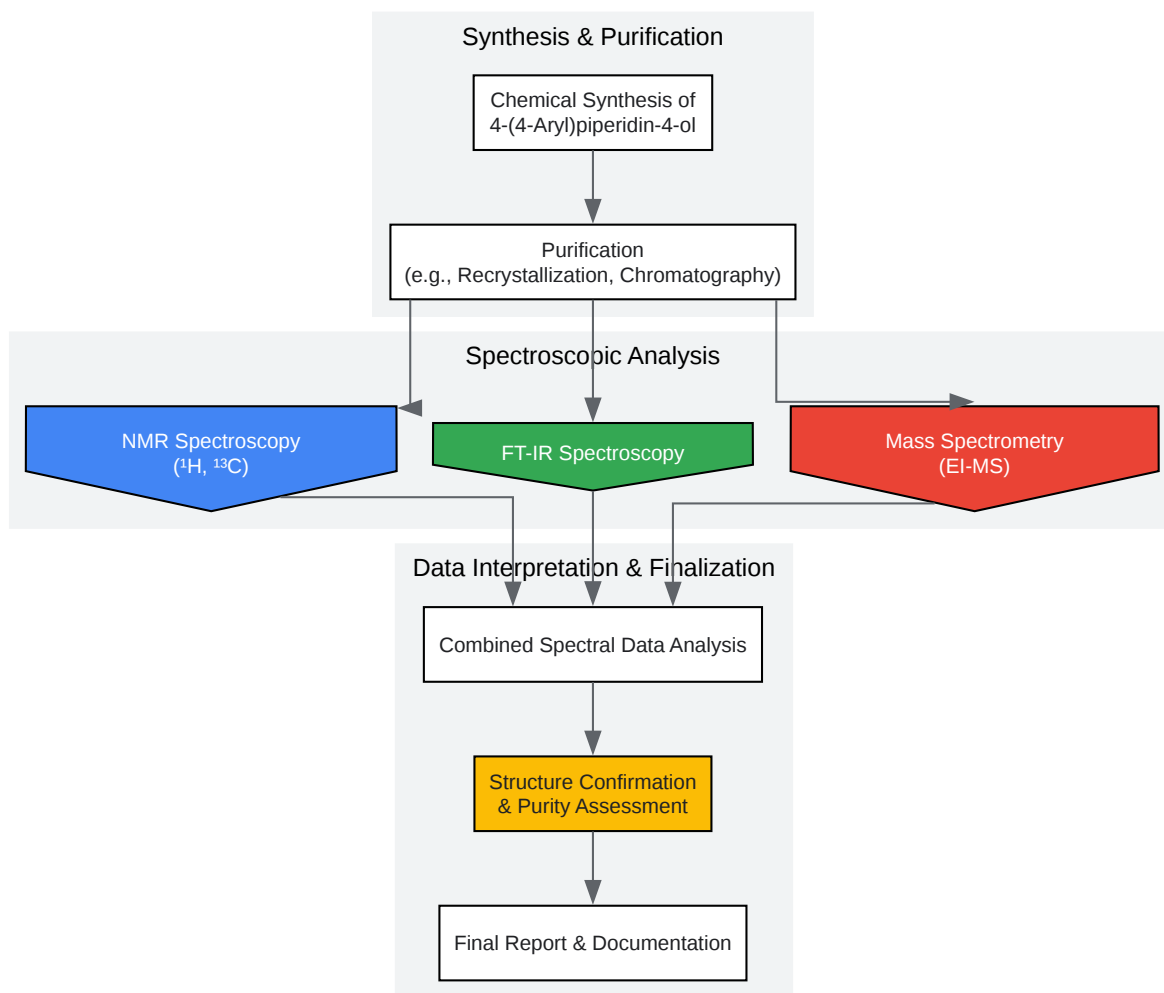 Synthesis & Purification
Chemical Synthesis of
4-(4-Aryl)piperidin-4-ol
Purification
(e.g., Recrystallization, Chromatography)
Spectroscopic Analysis
NMR Spectroscopy
(¹H, ¹³C)
FT-IR Spectroscopy
Mass Spectrometry
(EI-MS)
Data Interpretation & Finalization
Combined Spectral Data Analysis
Structure Confirmation
& Purity Assessment
Final Report & Documentation